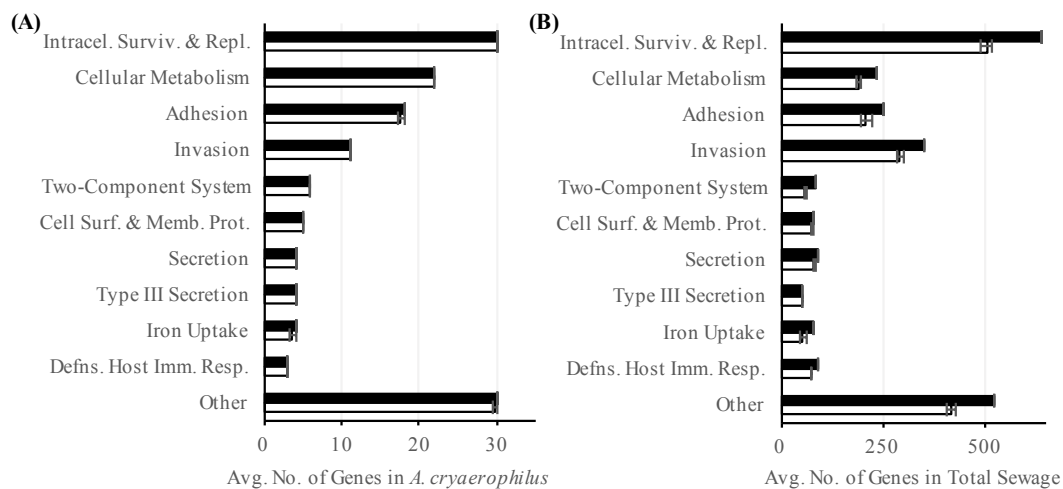 (A)
Intracel. Surviv. & Repl.
Cellular Metabolism
Adhesion
Invasion
Two-Component System
Cell Surf. & Memb. Prot.
Secretion
Type III Secretion
Iron Uptake
Defns. Host Imm. Resp.
Other
0 10 20 30
Avg. No. of Genes in A. cryaerophilus
(B)
Intracel. Surviv. & Repl.
Cellular Metabolism
Adhesion
Invasion
Two-Component System
Cell Surf. & Memb. Prot.
Secretion
Type III Secretion
Iron Uptake
Defns. Host Imm. Resp.
Other
0 250 500
Avg. No. of Genes in Total Sewage